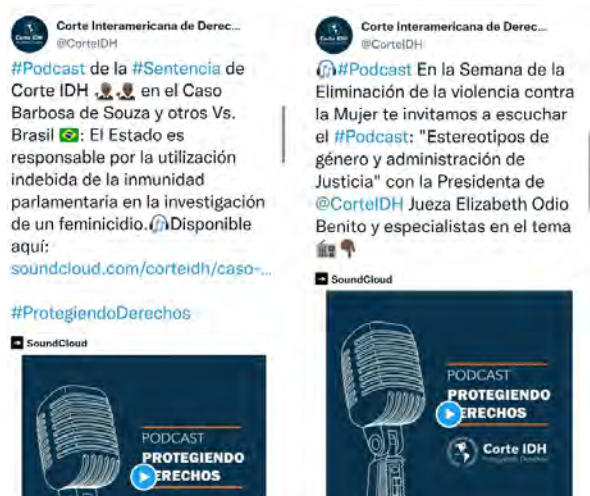 Corte Interamericana de Derec...
@CorteIDH
#Podcast de la #Sentencia de
Corte IDH 👨🏿‍⚖️👨🏿‍⚖️ en el Caso
Barbosa de Souza y otros Vs.
Brasil 🇧🇷: El Estado es
responsable por la utilización
indebida de la inmunidad
parlamentaria en la investigación
de un feminicidio.🎧Disponible
aquí:
soundcloud.com/corteidh/caso-...
#ProtegiendoDerechos
SoundCloud
PODCAST
PROTEGIENDO
DERECHOS
Corte Interamericana de Derec...
@CorteIDH
🎧#Podcast En la Semana de la
Eliminación de la violencia contra
la Mujer te invitamos a escuchar
el #Podcast: "Estereotipos de
género y administración de
Justicia" con la Presidenta de
@CorteIDH Jueza Elizabeth Odio
Benito y especialistas en el tema
📻👇🏿
SoundCloud
PODCAST
PROTEGIENDO
DERECHOS
Corte IDH